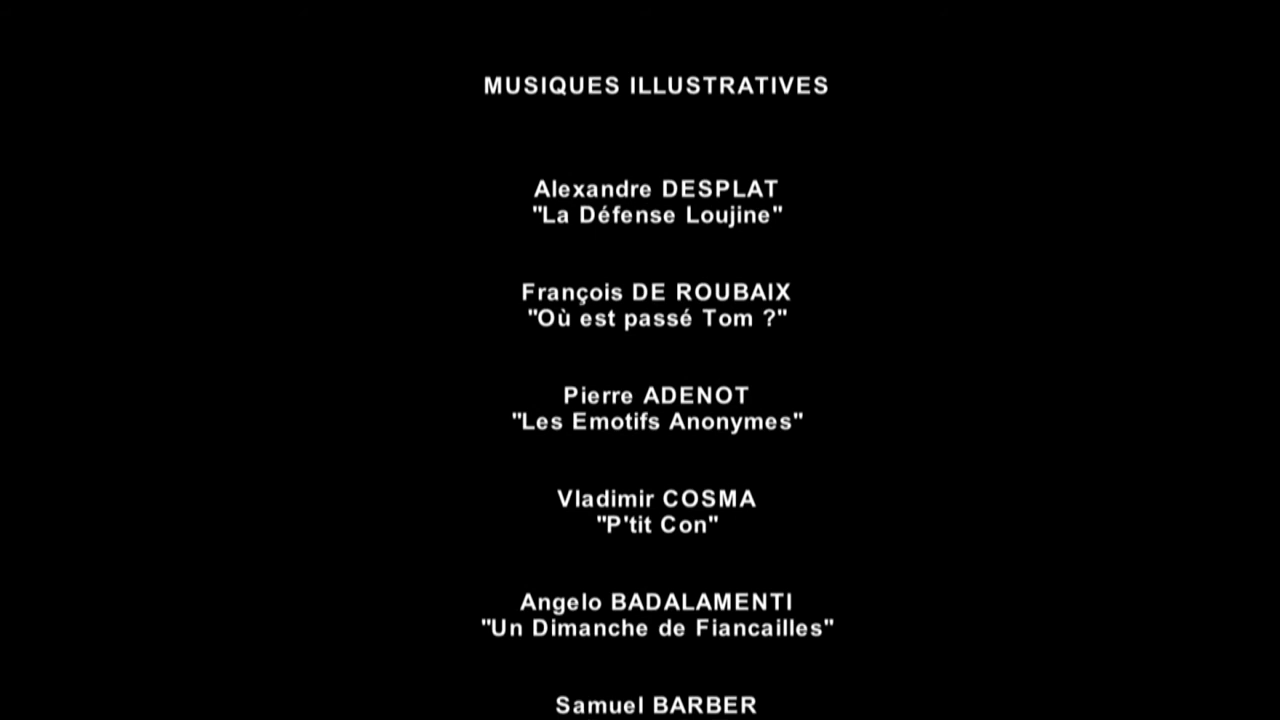 MUSIQUES ILLUSTRATIVES
Alexandre DESPLAT
"La Défense Loujine"
François DE ROUBAIX
"Où est passé Tom ?"
Pierre ADENOT
"Les Emotifs Anonymes"
Vladimir COSMA
"P'tit Con"
Angelo BADALAMENTI
"Un Dimanche de Fiancailles"
Samuel BARBER